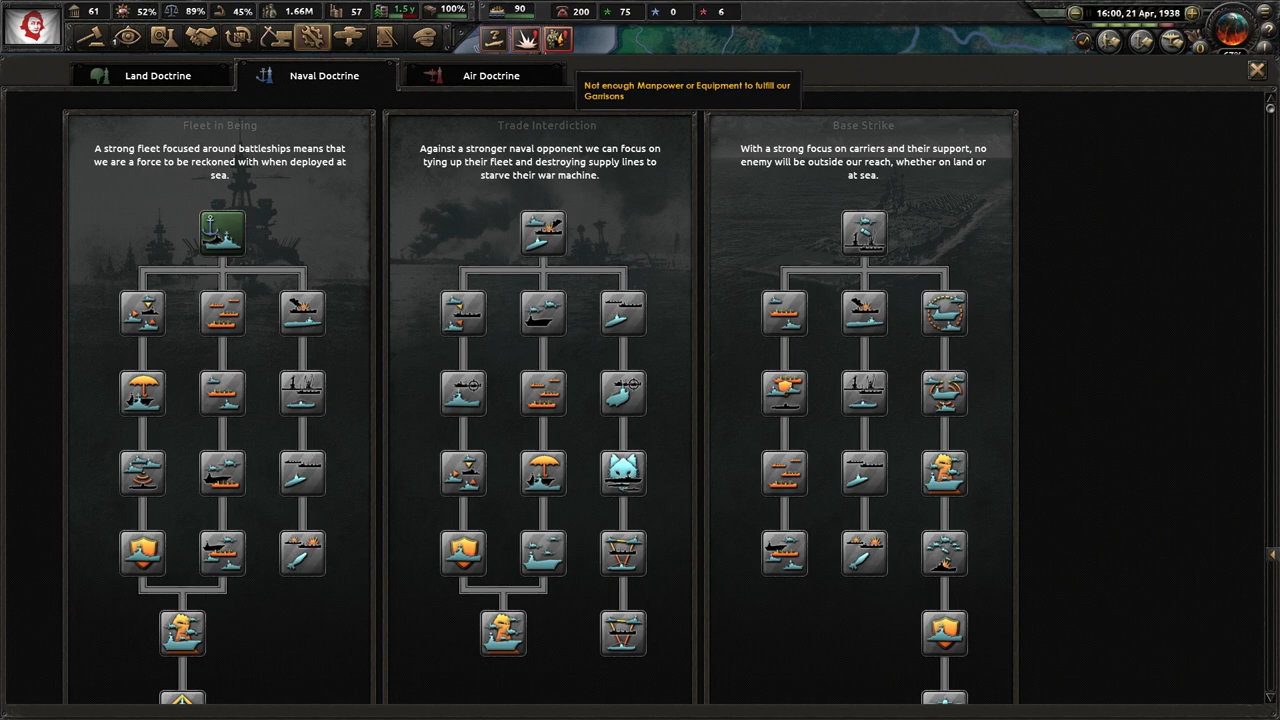 61 52% 89% 45% 1.66M 57 1.5 y 100% 90 200 75 0 6 16:00, 21 Apr, 1938
0
Land Doctrine Naval Doctrine Air Doctrine
Not enough Manpower or Equipment to fulfill our
Garrisons
Fleet in Being
A strong fleet focused around battleships means that
we are a force to be reckoned with when deployed at
sea.
Trade Interdiction
Against a stronger naval opponent we can focus on
tying up their fleet and destroying supply lines to
starve their war machine.
Base Strike
With a strong focus on carriers and their support, no
enemy will be outside our reach, whether on land or
at sea.